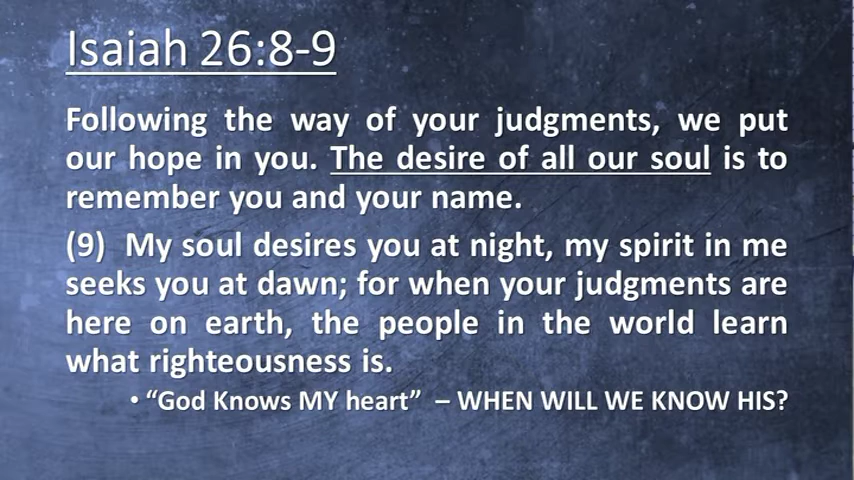 Isaiah 26:8-9
Following the way of your judgments, we put
our hope in you. The desire of all our soul is to
remember you and your name.
(9) My soul desires you at night, my spirit in me
seeks you at dawn; for when your judgments are
here on earth, the people in the world learn
what righteousness is.
• “God Knows MY heart” – WHEN WILL WE KNOW HIS?